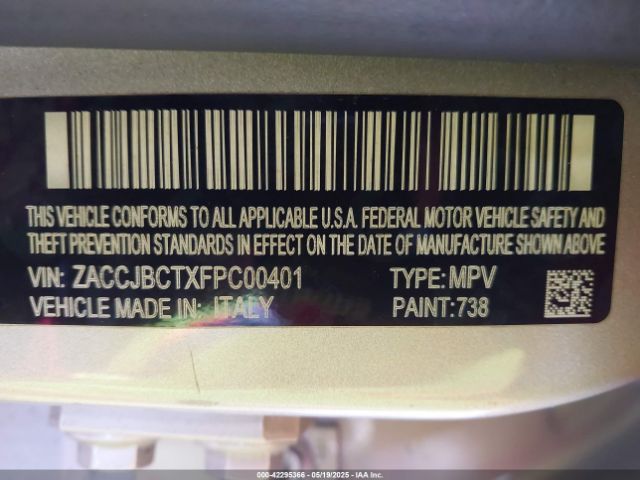 THIS VEHICLE CONFORMS TO ALL APPLICABLE U.S.A. FEDERAL MOTOR VEHICLE SAFETY AND
THEFT PREVENTION STANDARDS IN EFFECT ON THE DATE OF MANUFACTURE SHOWN ABOVE
VIN: ZACCJBCTXFPC00401 TYPE: MPV
VEHICLE MADE IN: ITALY PAINT: 738
000-42295366 - 05/19/2025 - IAA Inc.